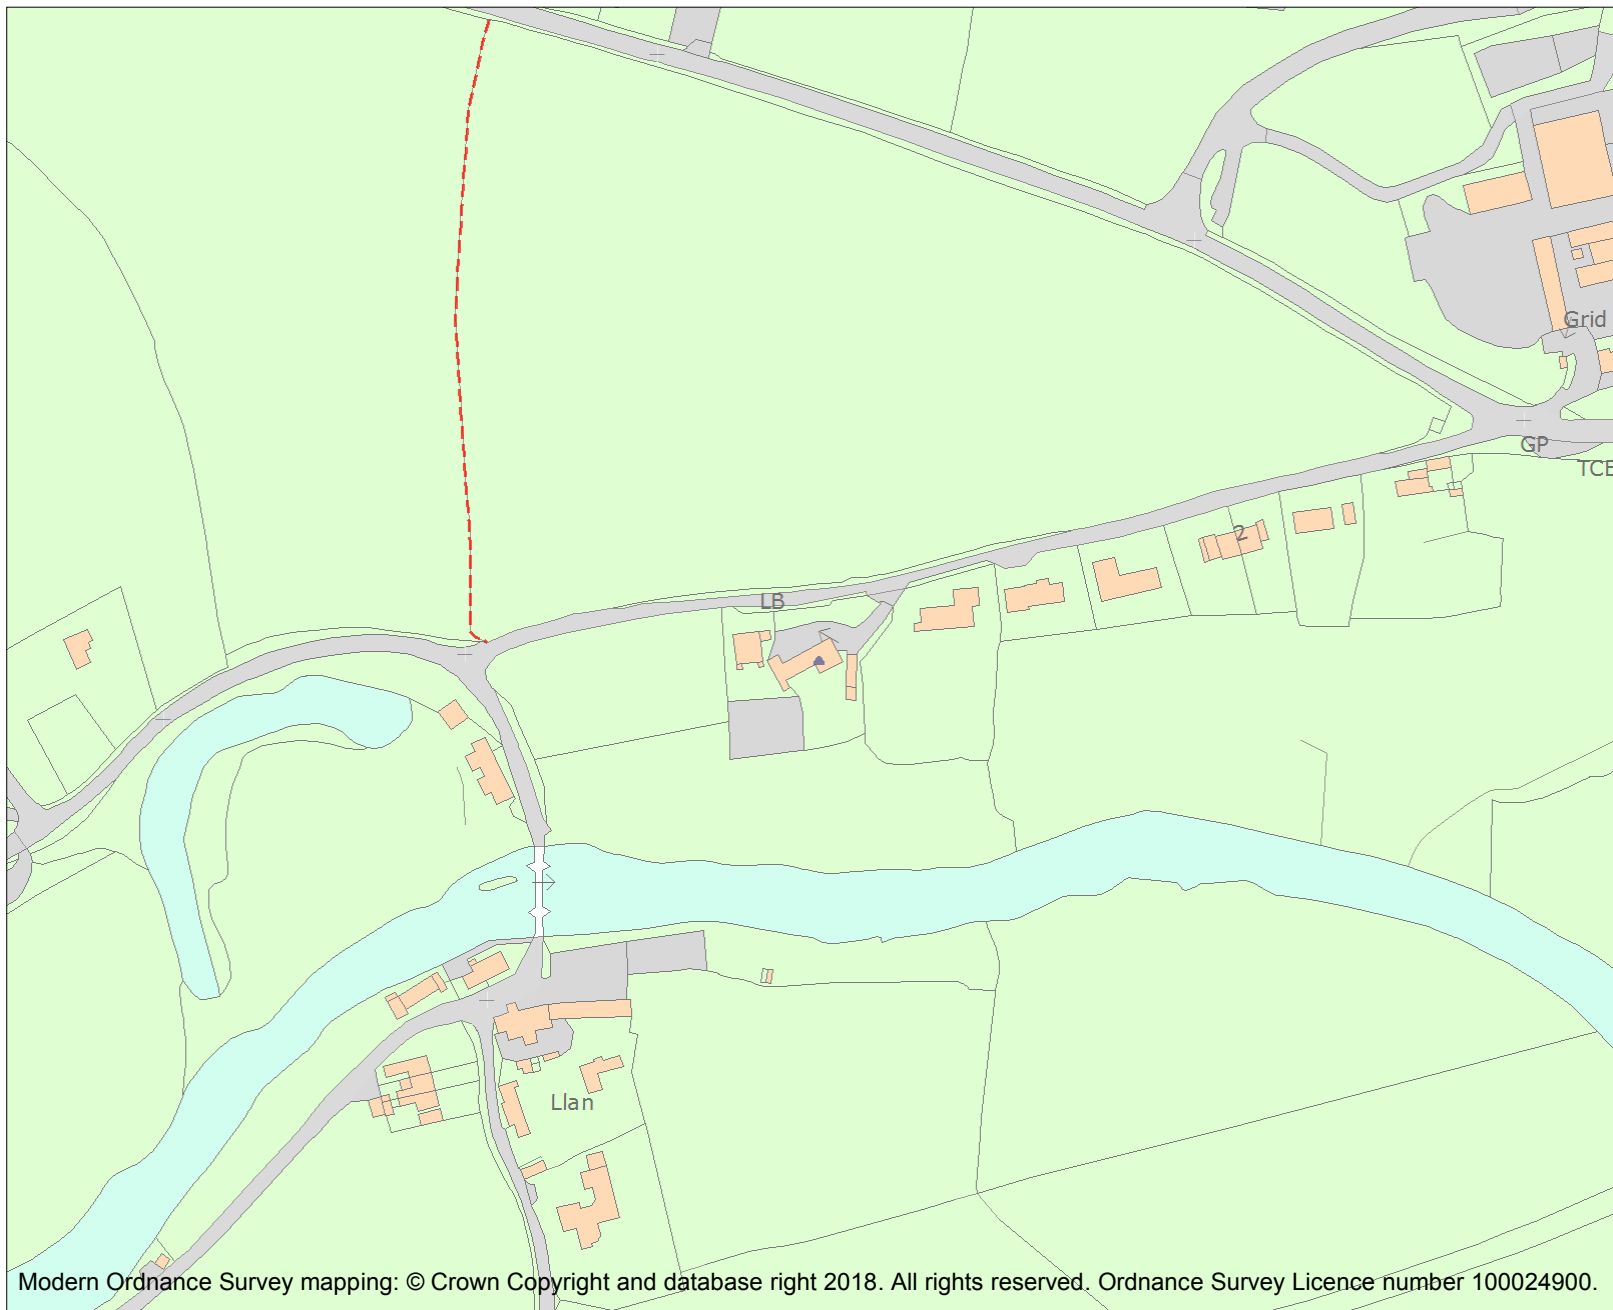 Grid
GP
TCB
2
LB
Llan
Modern Ordnance Survey mapping: © Crown Copyright and database right 2018. All rights reserved. Ordnance Survey Licence number 100024900.